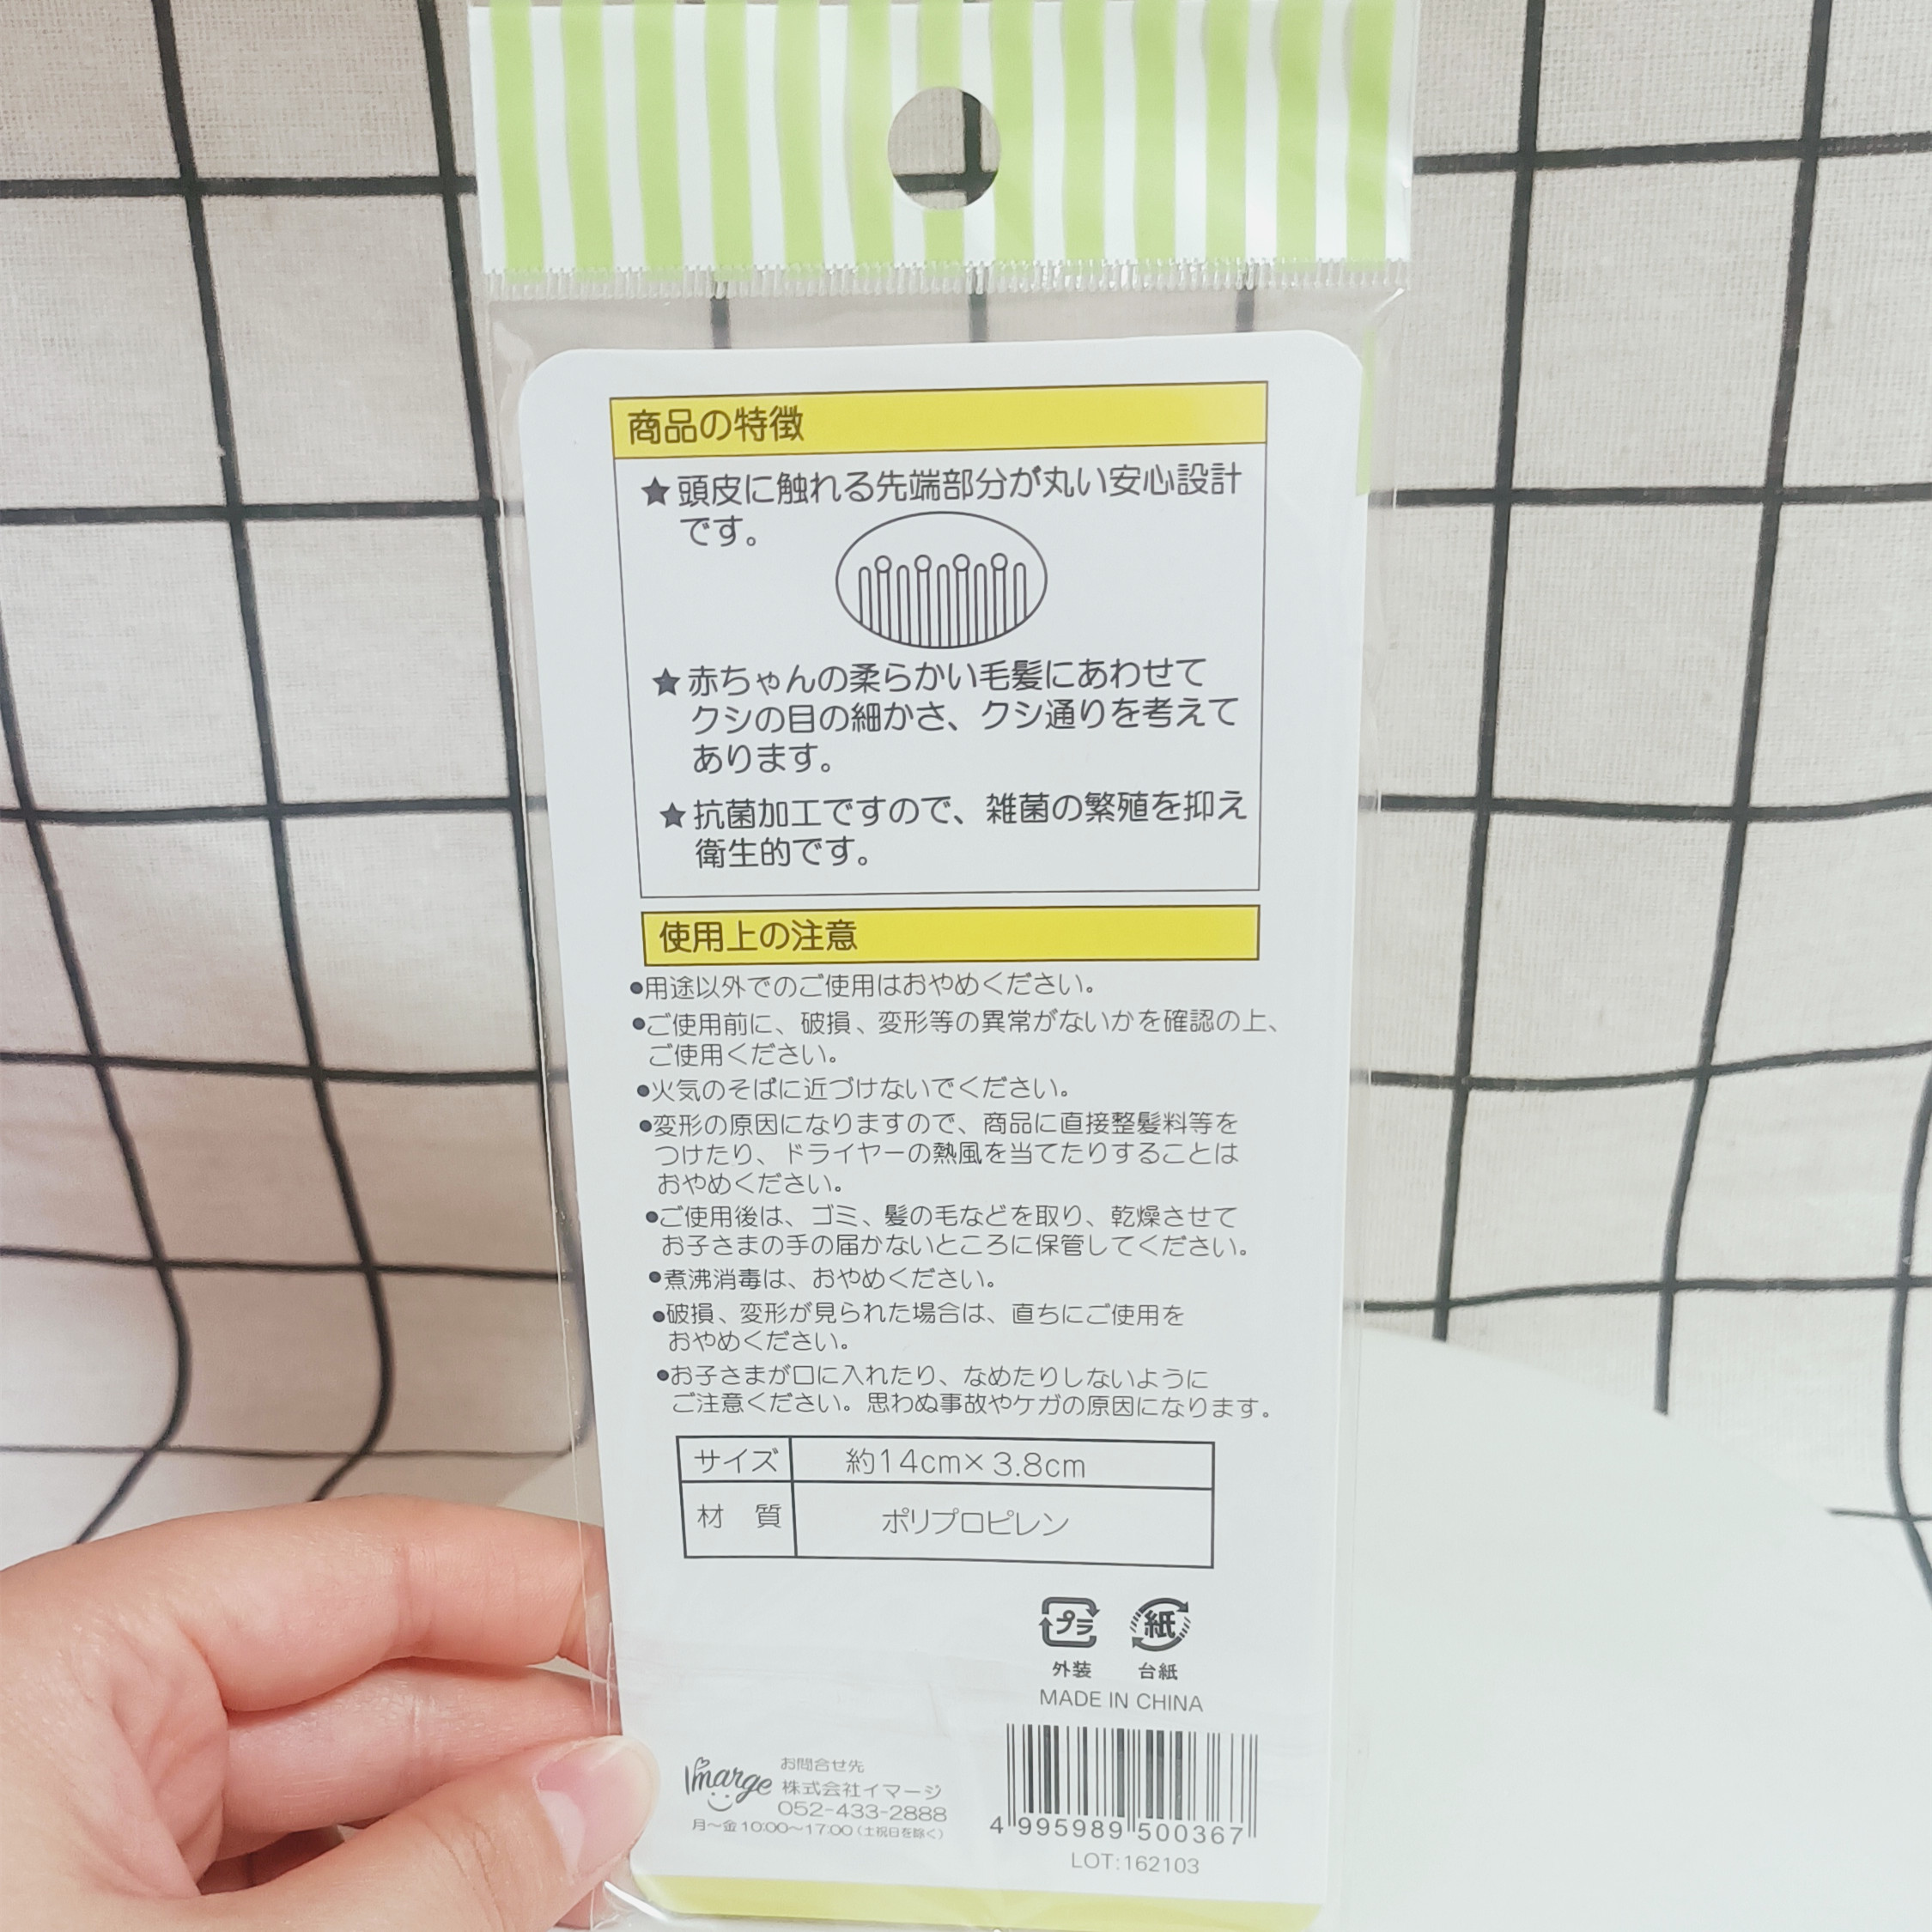 商品の特徴
★頭皮に触れる先端部分が丸い安心設計
です。
★赤ちゃんの柔らかい毛髪にあわせて
クシの目の細かさ、クシ通りを考えて
あります。
★抗菌加工ですので、雑菌の繁殖を抑え
衛生的です。
使用上の注意
●用途以外でのご使用はおやめください。
●ご使用前に、破損、変形等の異常がないかを確認の上、
ご使用ください。
●火気のそばに近づけないでください。
●変形の原因になりますので、商品に直接整髪料等を
つけたり、ドライヤーの熱風を当てたりすることは
おやめください。
●ご使用後は、ゴミ、髪の毛などを取り、乾燥させて
お子さまの手の届かないところに保管してください。
●煮沸消毒は、おやめください。
●破損、変形が見られた場合は、直ちにご使用を
おやめください。
●お子さまが口に入れたり、なめたりしないように
ご注意ください。思わぬ事故やケガの原因になります。
サイズ 約14cm×3.8cm
材 質 ポリプロピレン
プラ 紙
外装 台紙
MADE IN CHINA
Imarge
お問合せ先
株式会社イマージ
052-433-2888
月～金10:00～17:00(土祝日を除く)
4 995989 500367
LOT:162103